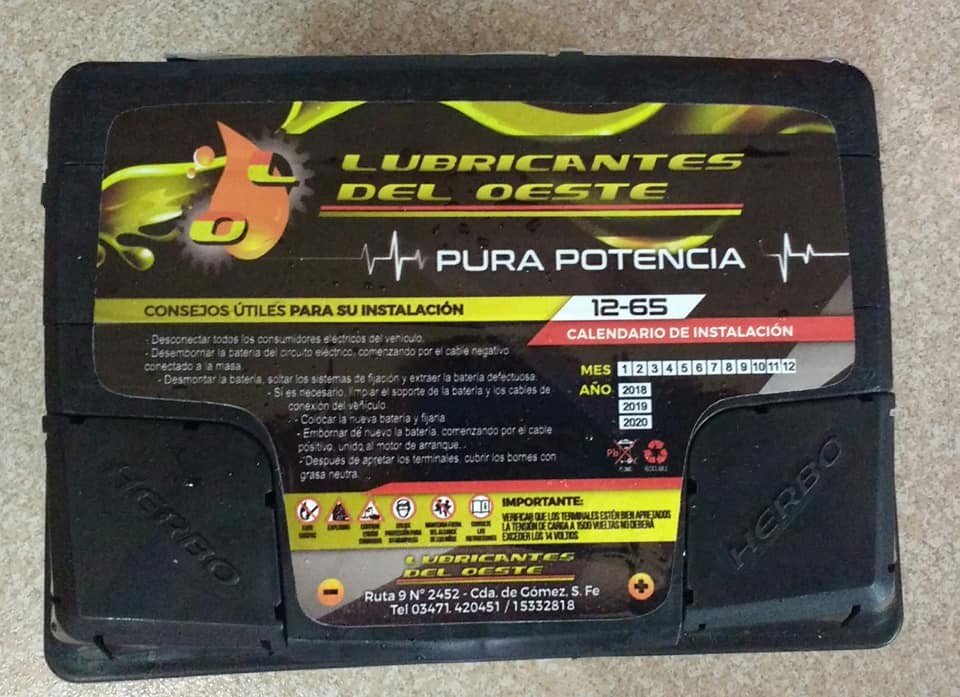 LUBRICANTES
DEL OESTE
PURA POTENCIA
CONSEJOS ÚTILES PARA SU INSTALACIÓN
12-65
CALENDARIO DE INSTALACIÓN
- Desconectar todos los consumidores eléctricos del vehículo.
- Desembornar la batería del circuito eléctrico, comenzando por el cable negativo
conectado a la masa.
- Desmontar la batería, soltar los sistemas de fijación y extraer la batería defectuosa.
- Si es necesario, limpiar el soporte de la batería y los cables de
conexión del vehículo.
- Colocar la nueva batería y fijarla
- Embornar de nuevo la batería, comenzando por el cable
positivo, unido al motor de arranque.
- Después de apretar los terminales, cubrir los bornes con
grasa neutra.
MES 1 2 3 4 5 6 7 8 9 10 11 12
AÑO 2018
2019
2020
Pb
PLOMO
RECICLABLE
EXPLOSIVO
IMPORTANTE:
VERIFICAR QUE LOS TERMINALES ESTÉN BIEN APRETADOS
LA TENSIÓN DE CARGA A 1500 VUELTAS NO DEBERÁ
EXCEDER LOS 14 VOLTIOS
LUBRICANTES
DEL OESTE
- +
Ruta 9 N° 2452 - Cda. de Gómez, S. Fe
Tel 03471. 420451 / 15332818
HERBO
HERBO